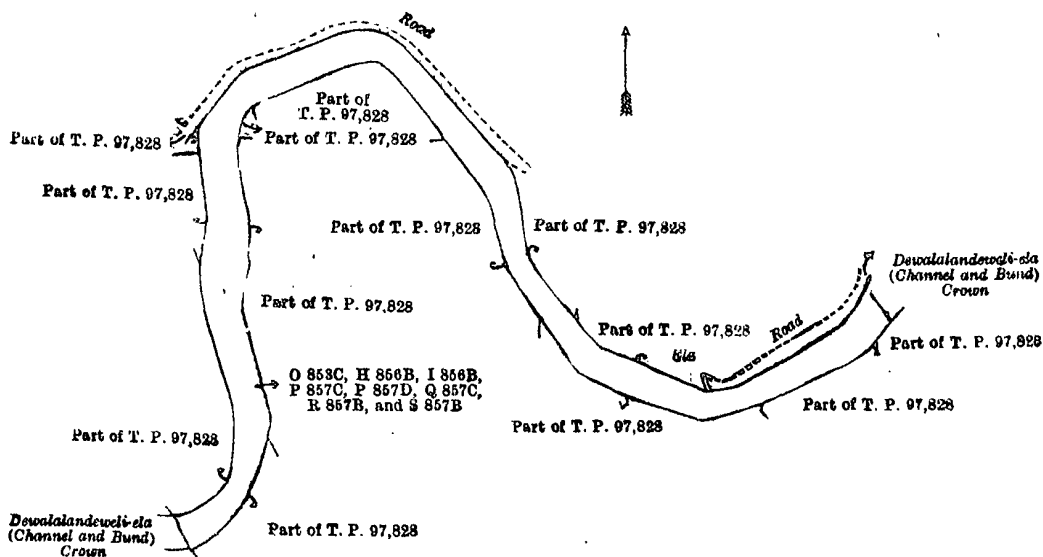 Road
Part of
T. P. 97,828
Part of T. P. 97,828
Part of T. P. 97,828
Part of T. P. 97,828
Part of T. P. 97,828
Part of T. P. 97,828
Dewalalandeweli-ela
(Channel and Bund)
Crown
Part of T. P. 97,828
Part of T. P. 97,828
Road
Ela
Part of T. P. 97,828
O 853C, H 856B, I 856B,
P 857C, P 857D, Q 857C,
R 857B, and S 857B
Part of T. P. 97,828
Part of T. P. 97,828
Part of T. P. 97,828
Dewalalandeweli-ela
(Channel and Bund)
Crown
Part of T. P. 97,828